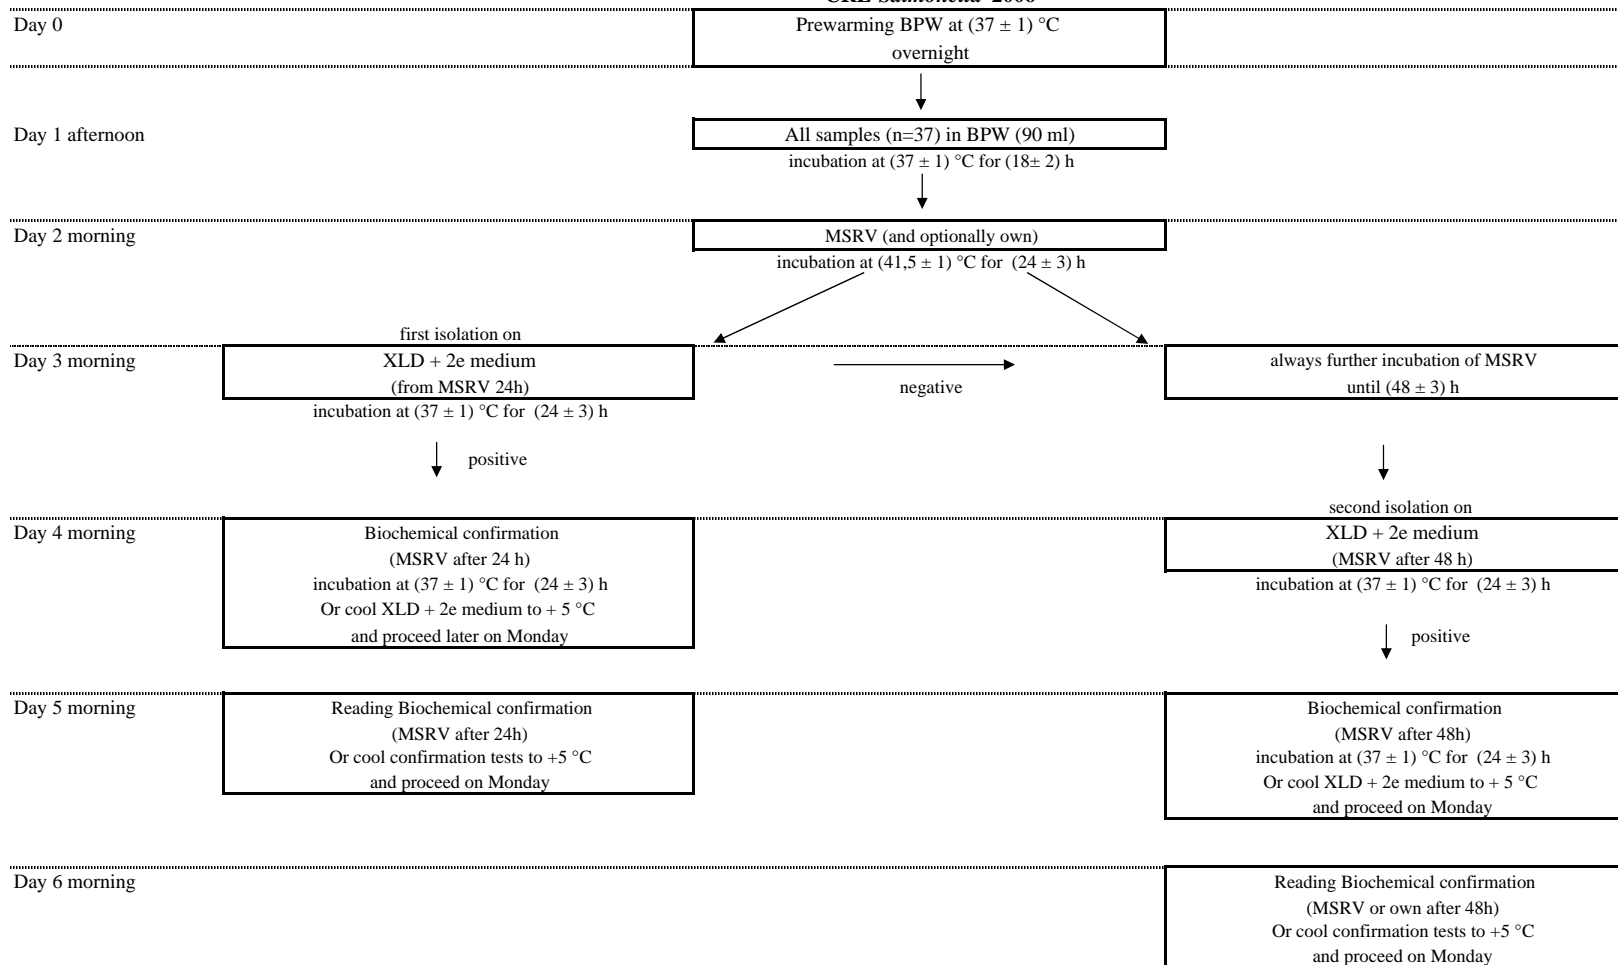 CRL-Salmonella 2008
Day 0
Prewarming BPW at (37 ± 1) °C
overnight
Day 1 afternoon
All samples (n=37) in BPW (90 ml)
incubation at (37 ± 1) °C for (18± 2) h
Day 2 morning
MSRV (and optionally own)
incubation at (41,5 ± 1) °C for (24 ± 3) h
first isolation on
Day 3 morning
XLD + 2e medium
(from MSRV 24h)
incubation at (37 ± 1) °C for (24 ± 3) h
negative
always further incubation of MSRV
until (48 ± 3) h
positive
second isolation on
Day 4 morning
Biochemical confirmation
(MSRV after 24 h)
incubation at (37 ± 1) °C for (24 ± 3) h
Or cool XLD + 2e medium to + 5 °C
and proceed later on Monday
XLD + 2e medium
(MSRV after 48 h)
incubation at (37 ± 1) °C for (24 ± 3) h
positive
Day 5 morning
Reading Biochemical confirmation
(MSRV after 24h)
Or cool confirmation tests to +5 °C
and proceed on Monday
Biochemical confirmation
(MSRV after 48h)
incubation at (37 ± 1) °C for (24 ± 3) h
Or cool XLD + 2e medium to + 5 °C
and proceed on Monday
Day 6 morning
Reading Biochemical confirmation
(MSRV or own after 48h)
Or cool confirmation tests to +5 °C
and proceed on Monday